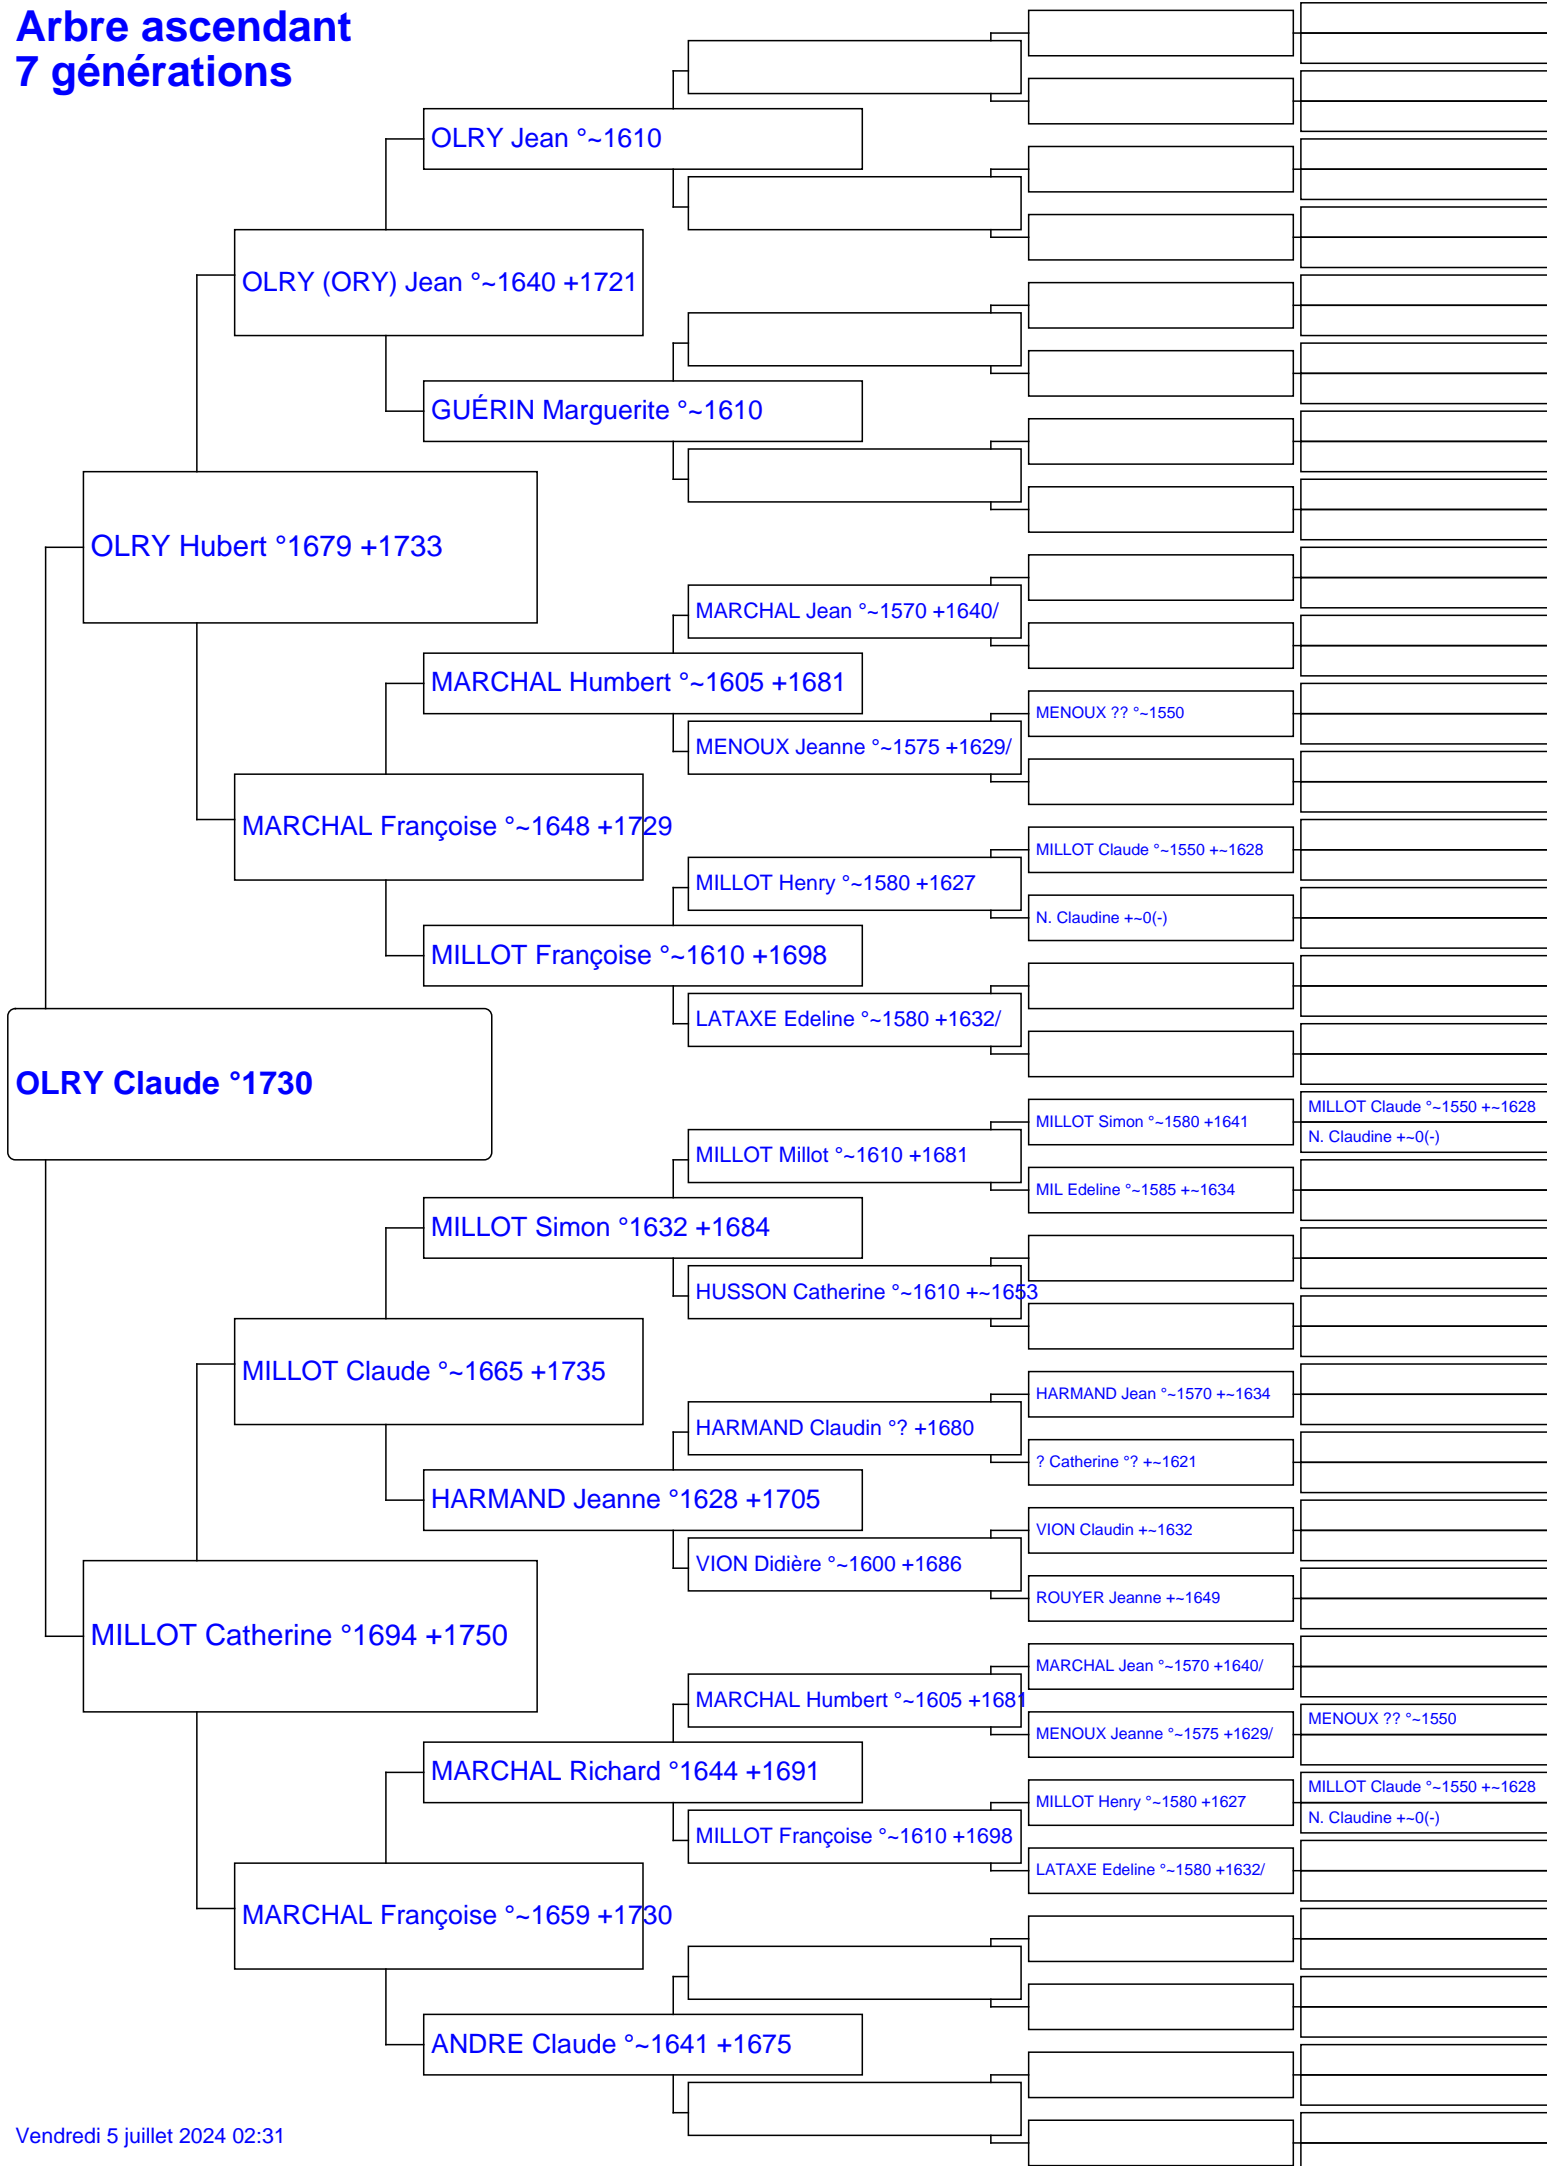 Arbre ascendant
7 générations
OLRY Jean °~1610
OLRY (ORY) Jean °~1640 +1721
GUÉRIN Marguerite °~1610
OLRY Hubert °1679 +1733
MARCHAL Jean °~1570 +1640/
MARCHAL Humbert °~1605 +1681
MENOUX ?? °~1550
MENOUX Jeanne °~1575 +1629/
MARCHAL Françoise °~1648 +1729
MILLOT Claude °~1550 +~1628
MILLOT Henry °~1580 +1627
N. Claudine +~0(-)
MILLOT Françoise °~1610 +1698
LATAXE Edeline °~1580 +1632/
OLRY Claude °1730
MILLOT Claude °~1550 +~1628
MILLOT Simon °~1580 +1641
N. Claudine +~0(-)
MILLOT Millot °~1610 +1681
MIL Edeline °~1585 +~1634
MILLOT Simon °1632 +1684
HUSSON Catherine °~1610 +~1653
MILLOT Claude °~1665 +1735
HARMAND Jean °~1570 +~1634
HARMAND Claudin °? +1680
? Catherine °? +~1621
HARMAND Jeanne °1628 +1705
VION Claudin +~1632
VION Didière °~1600 +1686
ROUYER Jeanne +~1649
MILLOT Catherine °1694 +1750
MARCHAL Jean °~1570 +1640/
MARCHAL Humbert °~1605 +1681
MENOUX ?? °~1550
MENOUX Jeanne °~1575 +1629/
MARCHAL Richard °1644 +1691
MILLOT Claude °~1550 +~1628
MILLOT Henry °~1580 +1627
N. Claudine +~0(-)
MILLOT Françoise °~1610 +1698
LATAXE Edeline °~1580 +1632/
MARCHAL Françoise °~1659 +1730
ANDRE Claude °~1641 +1675
Vendredi 5 juillet 2024 02:31